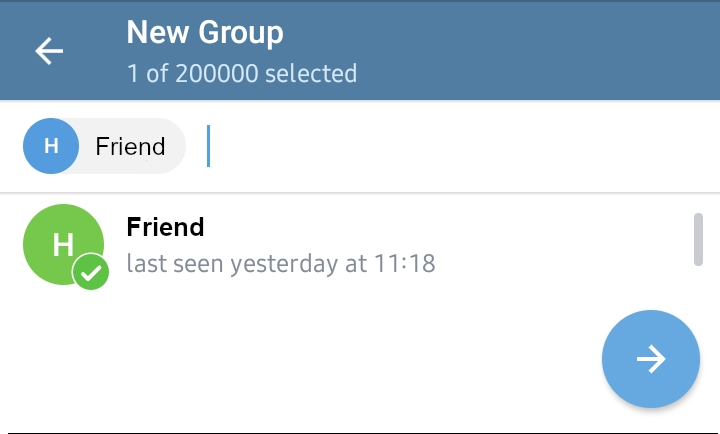 New Group
1 of 200000 selected
H Friend
Friend
H
last seen yesterday at 11:18